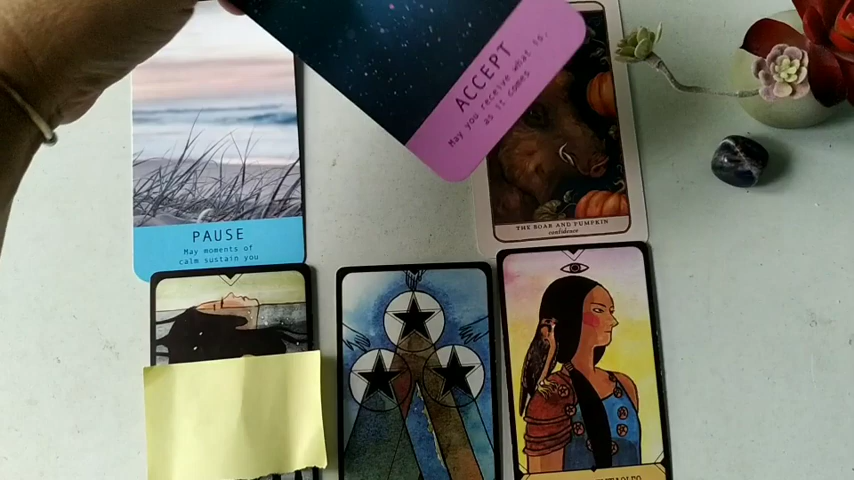 ACCEPT
May you receive what is,
as it comes
PAUSE
May moments of
calm sustain you
THE BOAR AND PUMPKIN
confidence